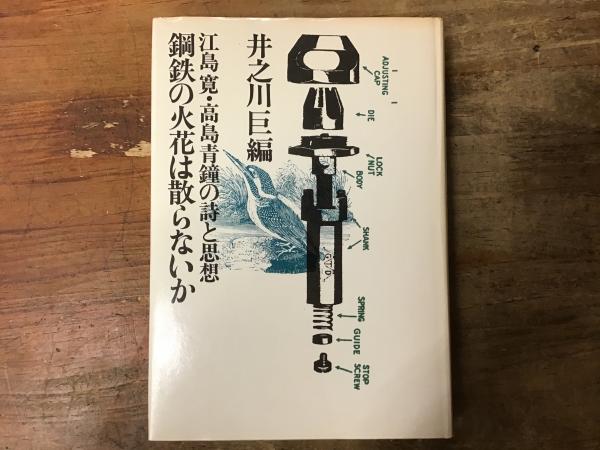 井之川巨編
江島 寛・高島青鐘の詩と思想
鋼鉄の火花は散らないか
ADJUSTING
CAP
DIE
LOCK
NUT
BODY
SHANK
SPRING
GUIDE
STOP
SCREW